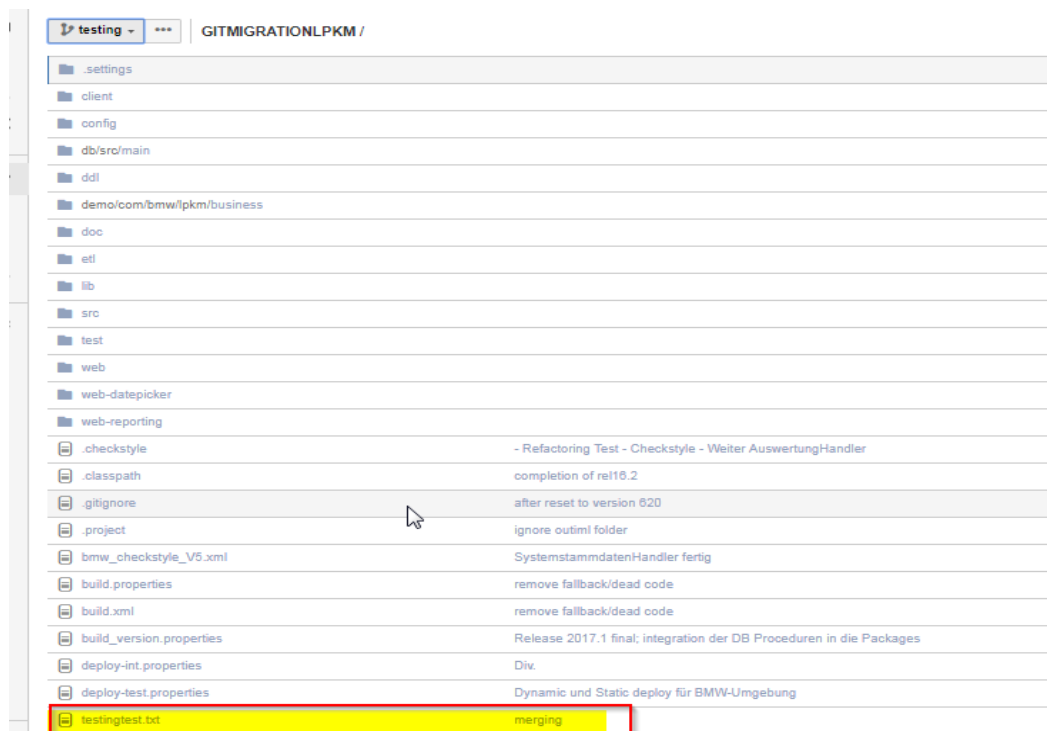 testing GITMIGRATIONLPKM /
.settings
client
config
db/src/main
ddl
demo/com/bmw/lpkm/business
doc
etl
lib
src
test
web
web-datepicker
web-reporting
.checkstyle - Refactoring Test - Checkstyle - Weiter AuswertungHandler
.classpath completion of rel16.2
.gitignore after reset to version 620
.project ignore outiml folder
bmw_checkstyle_V5.xml SystemstammdatenHandler fertig
build.properties remove fallback/dead code
build.xml remove fallback/dead code
build_version.properties Release 2017.1 final; integration der DB Proceduren in die Packages
deploy-int.properties Div.
deploy-test.properties Dynamic und Static deploy für BMW-Umgebung
testingtest.txt merging